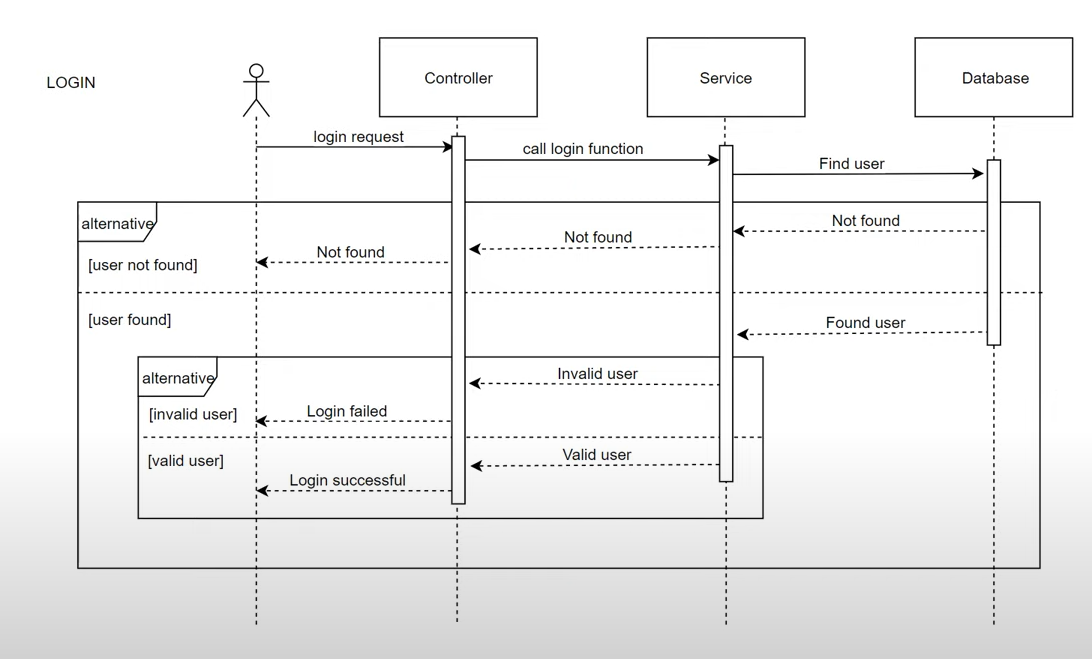 LOGIN
Controller
Service
Database
login request
call login function
Find user
alternative
Not found
Not found
Not found
[user not found]
[user found]
Found user
alternative
Invalid user
[invalid user]
Login failed
[valid user]
Valid user
Login successful